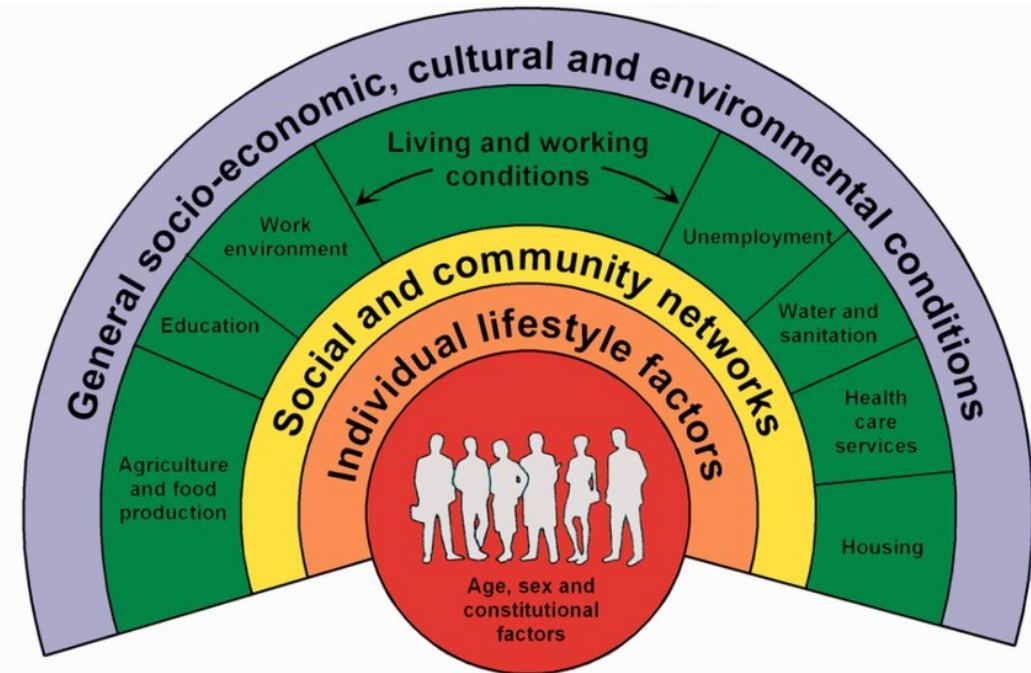 General socio-economic, cultural and environmental conditions
Living and working
conditions
Work
environment
Unemployment
Education
Water and
sanitation
Agriculture
and food
production
Health
care
services
Housing
Social and community networks
Individual lifestyle factors
Age, sex and
constitutional
factors